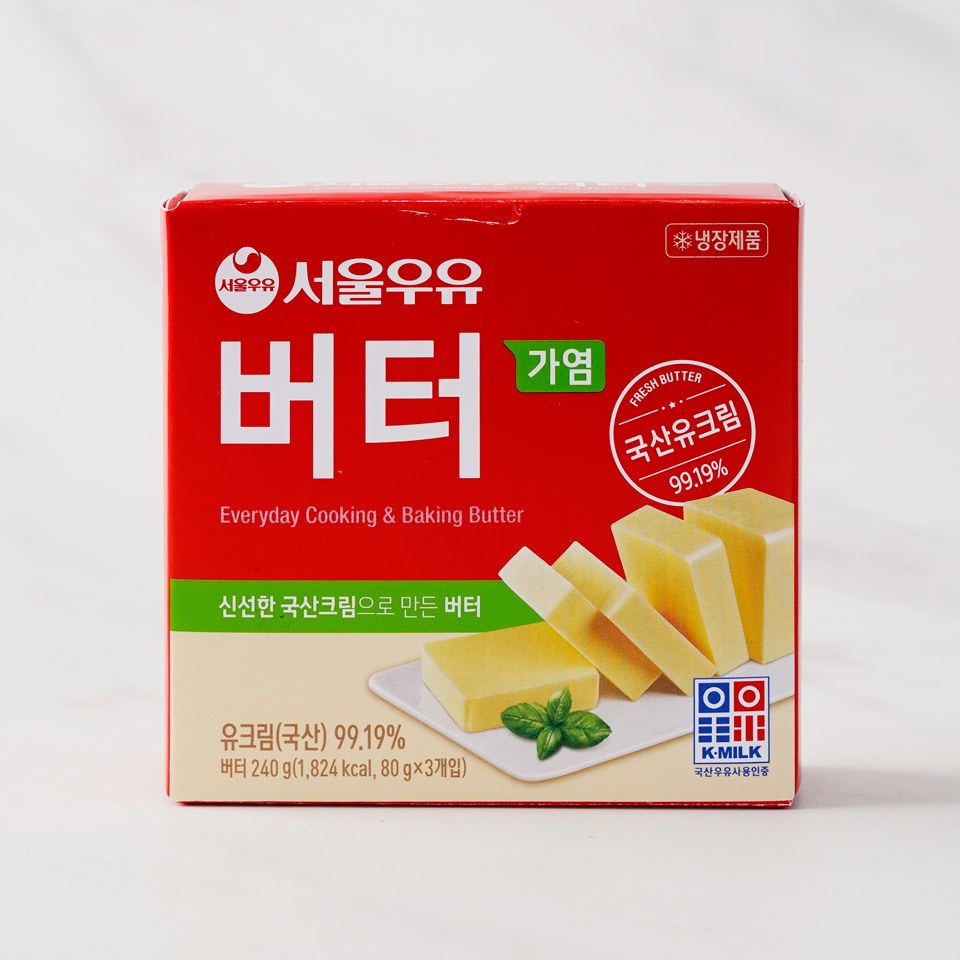 냉장제품
서울우유
서울우유
버터
가염
FRESH BUTTER
국산유크림
99.19%
Everyday Cooking & Baking Butter
신선한 국산크림으로 만든 버터
유크림(국산) 99.19%
버터 240 g(1,824 kcal, 80 g×3개입)
K·MILK
국산우유사용인증